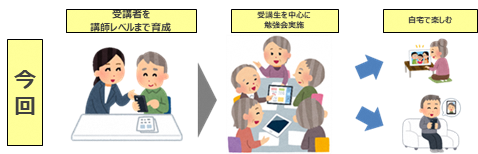 今
回
受講者を
講師レベルまで育成
受講生を中心に
勉強会実施
自宅で楽しむ